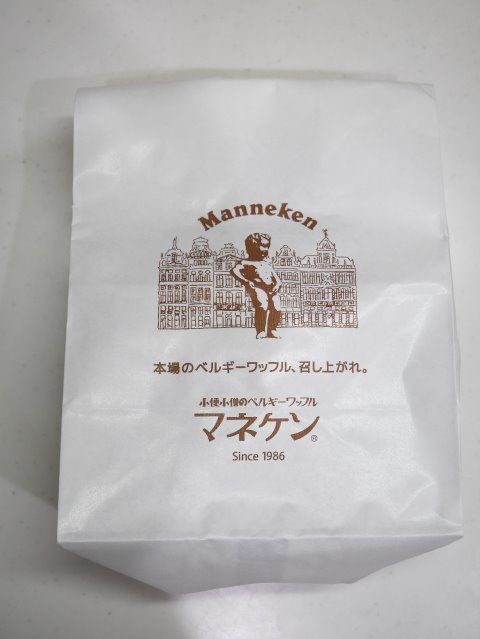 Manneken
本場のベルギーワッフル、召し上がれ。
小便小僧のベルギーワッフル
マネケン®
Since 1986